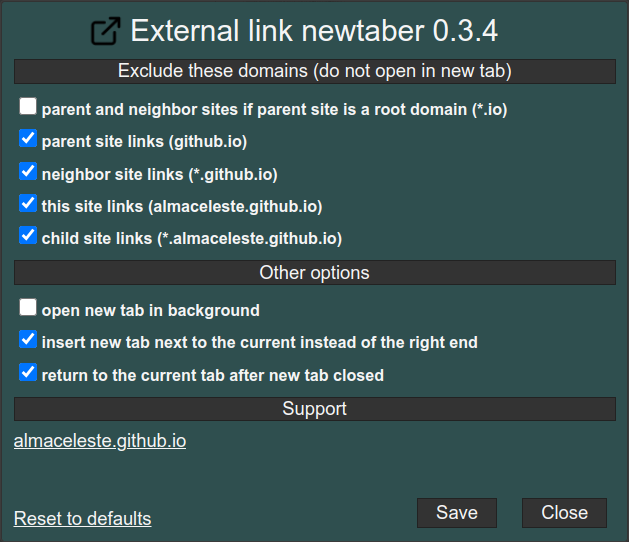 External link newtaber 0.3.4
Exclude these domains (do not open in new tab)
parent and neighbor sites if parent site is a root domain (*.io)
parent site links (github.io)
neighbor site links (*.github.io)
this site links (almaceleste.github.io)
child site links (*.almaceleste.github.io)
Other options
open new tab in background
insert new tab next to the current instead of the right end
return to the current tab after new tab closed
Support
almaceleste.github.io
Reset to defaults
Save
Close